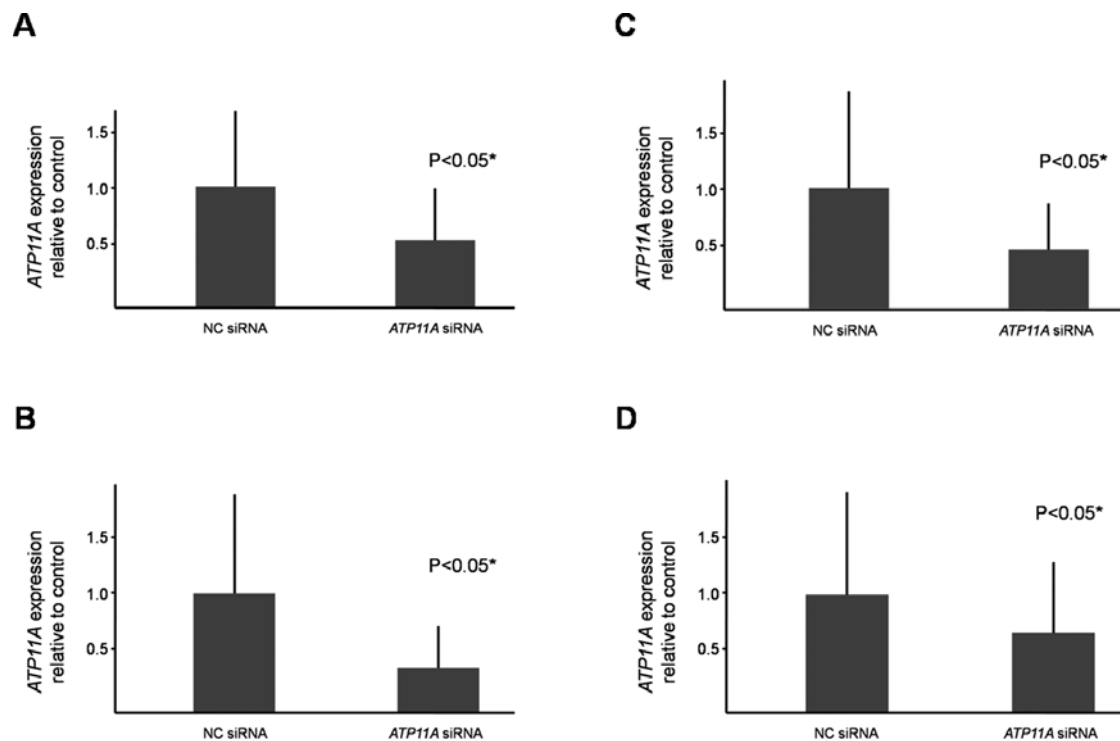 A
ATP11A expression
relative to control
1.5
1.0
0.5
P<0.05*
NC siRNA
ATP11A siRNA
C
ATP11A expression
relative to control
1.5
1.0
0.5
P<0.05*
NC siRNA
ATP11A siRNA
B
ATP11A expression
relative to control
1.5
1.0
0.5
P<0.05*
NC siRNA
ATP11A siRNA
D
ATP11A expression
relative to control
1.5
1.0
0.5
P<0.05*
NC siRNA
ATP11A siRNA